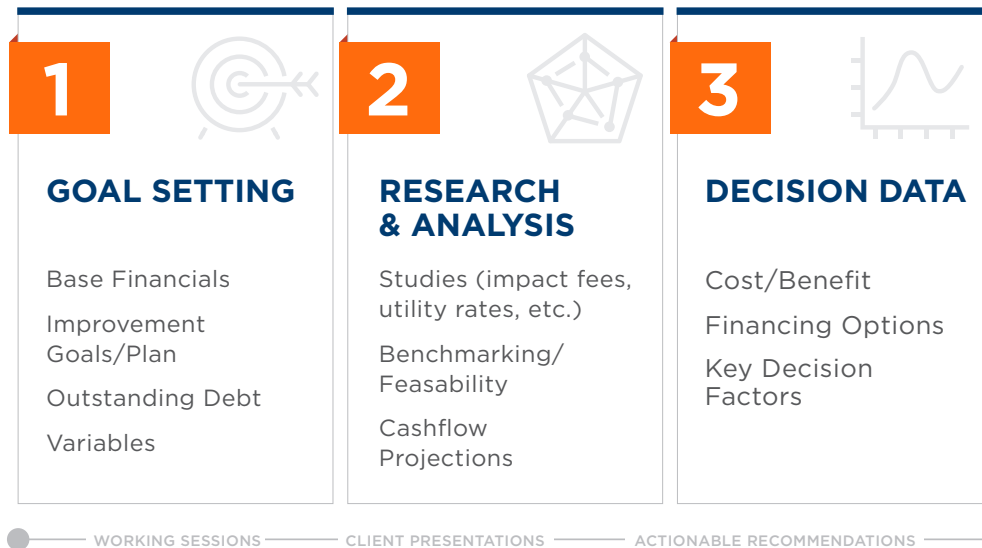 1
GOAL SETTING
Base Financials
Improvement
Goals/Plan
Outstanding Debt
Variables
2
RESEARCH
& ANALYSIS
Studies (impact fees,
utility rates, etc.)
Benchmarking/
Feasability
Cashflow
Projections
3
DECISION DATA
Cost/Benefit
Financing Options
Key Decision
Factors
WORKING SESSIONS
CLIENT PRESENTATIONS
ACTIONABLE RECOMMENDATIONS